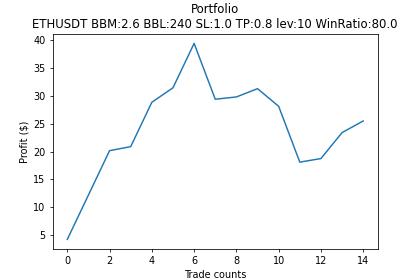 Portfolio
ETHUSDT BBM:2.6 BBL:240 SL:1.0 TP:0.8 lev:10 WinRatio:80.0
40
35
30
25
20
15
10
5
Profit ($)
0 2 4 6 8 10 12 14
Trade counts